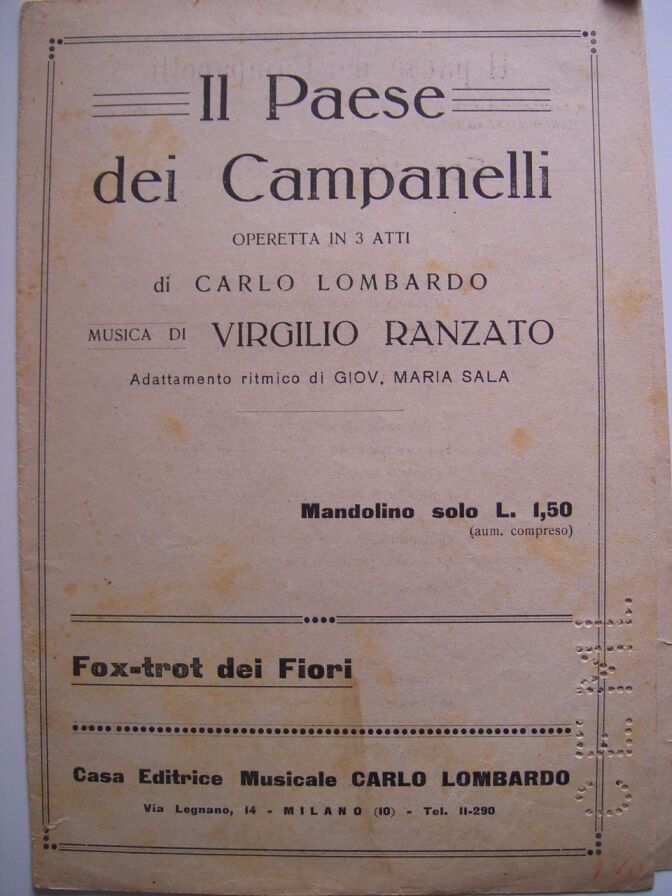 Il Paese
dei Campanelli
OPERETTA IN 3 ATTI
di CARLO LOMBARDO
MUSICA DI VIRGILIO RANZATO
Adattamento ritmico di GIOV. MARIA SALA
Mandolino solo L. 1,50
(aum. compreso)
Fox-trot dei Fiori
Casa Editrice Musicale CARLO LOMBARDO
Via Legnano, 14 - MILANO (10) - Tel. 11-290